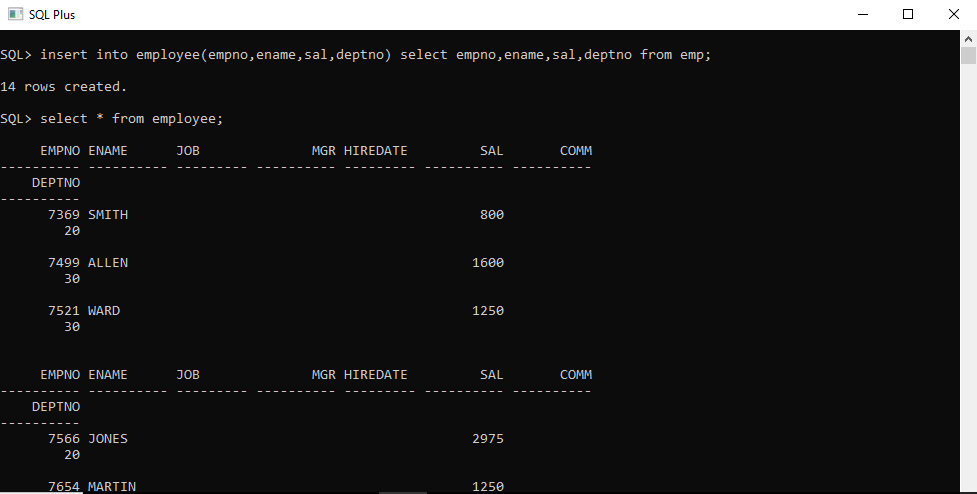 SQL Plus
SQL> insert into employee(empno,ename,sal,deptno) select empno,ename,sal,deptno from emp;
14 rows created.
SQL> select * from employee;
EMPNO ENAME JOB MGR HIREDATE SAL COMM
---------- ---------- --------- ---------- --------- ---------- ----------
DEPTNO
----------
7369 SMITH 800
20
7499 ALLEN 1600
30
7521 WARD 1250
30
EMPNO ENAME JOB MGR HIREDATE SAL COMM
---------- ---------- --------- ---------- --------- ---------- ----------
DEPTNO
----------
7566 JONES 2975
20
7654 MARTIN 1250